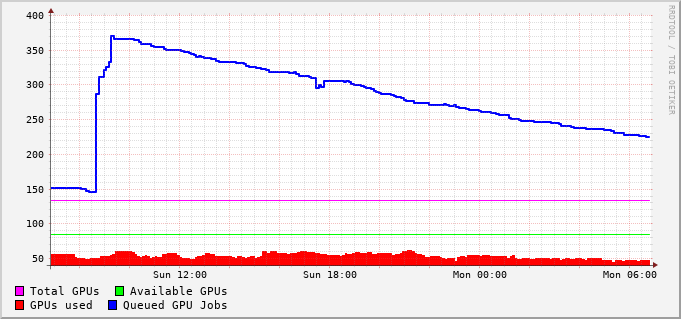 400
350
300
250
200
150
100
50
Sun 12:00 Sun 18:00 Mon 00:00 Mon 06:00
Total GPUs Available GPUs
GPUs used Queued GPU Jobs
RRDTOOL / TOBI OETIKER